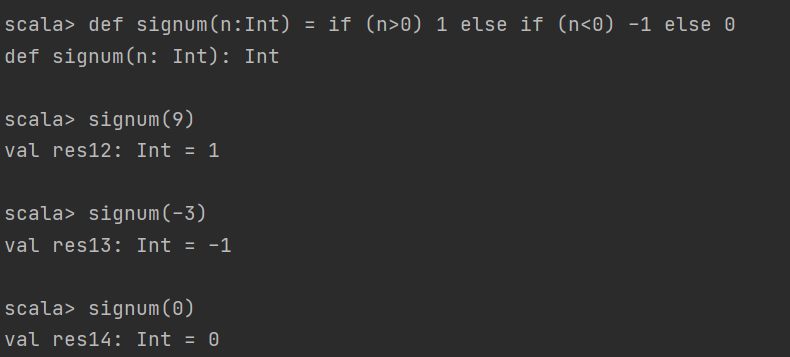 scala> def signum(n:Int) = if (n>0) 1 else if (n<0) -1 else 0
def signum(n: Int): Int
scala> signum(9)
val res12: Int = 1
scala> signum(-3)
val res13: Int = -1
scala> signum(0)
val res14: Int = 0